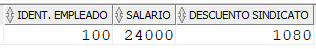 IDENT. EMPLEADO SALARIO DESCUENTO SINDICATO
100 24000 1080